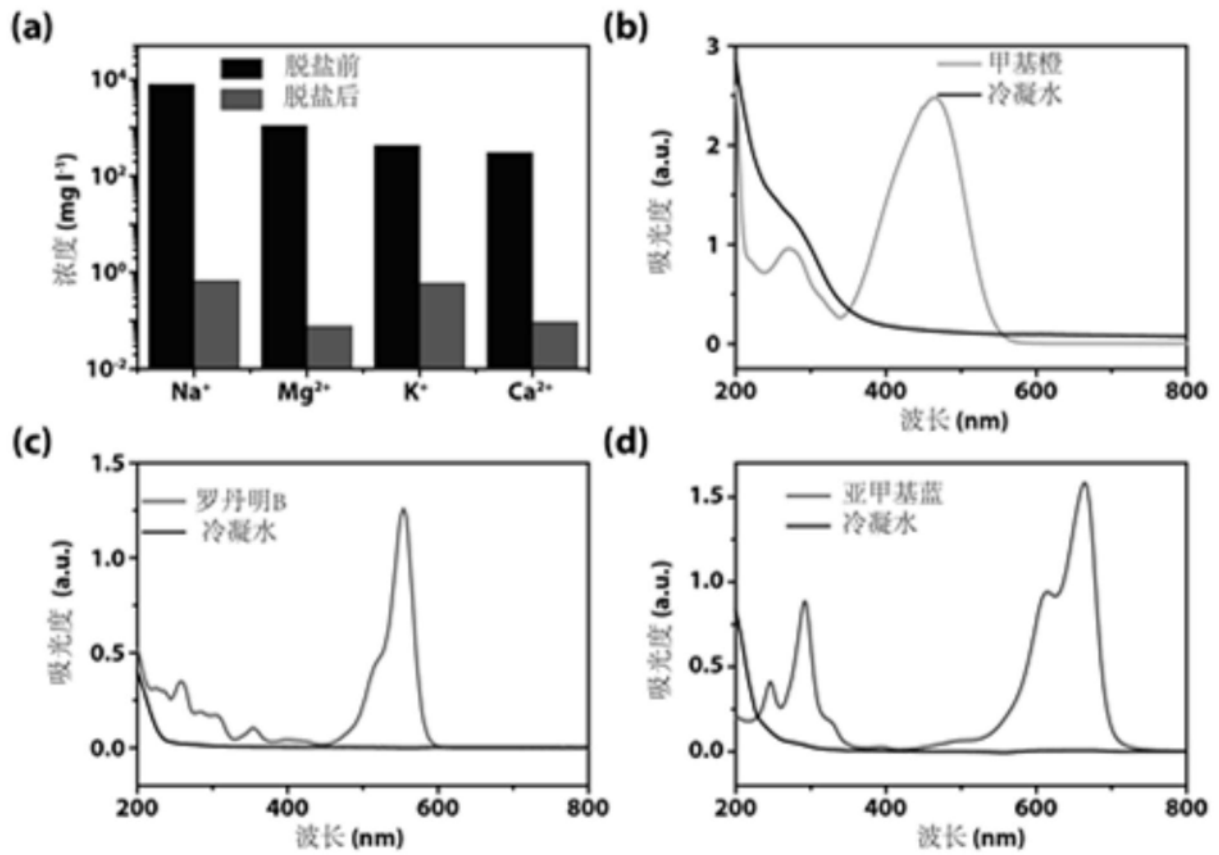 (a)
脱盐前
脱盐后
10⁴
10²
10⁰
10⁻²
浓度 (mg l⁻¹)
Na⁺
Mg²⁺
K⁺
Ca²⁺
(b)
甲基橙
冷凝水
3
2
1
0
吸光度 (a.u.)
200
400
600
800
波长 (nm)
(c)
罗丹明B
冷凝水
1.5
1.0
0.5
0.0
吸光度 (a.u.)
200
400
600
800
波长 (nm)
(d)
亚甲基蓝
冷凝水
1.5
1.0
0.5
0.0
吸光度 (a.u.)
200
400
600
800
波长 (nm)